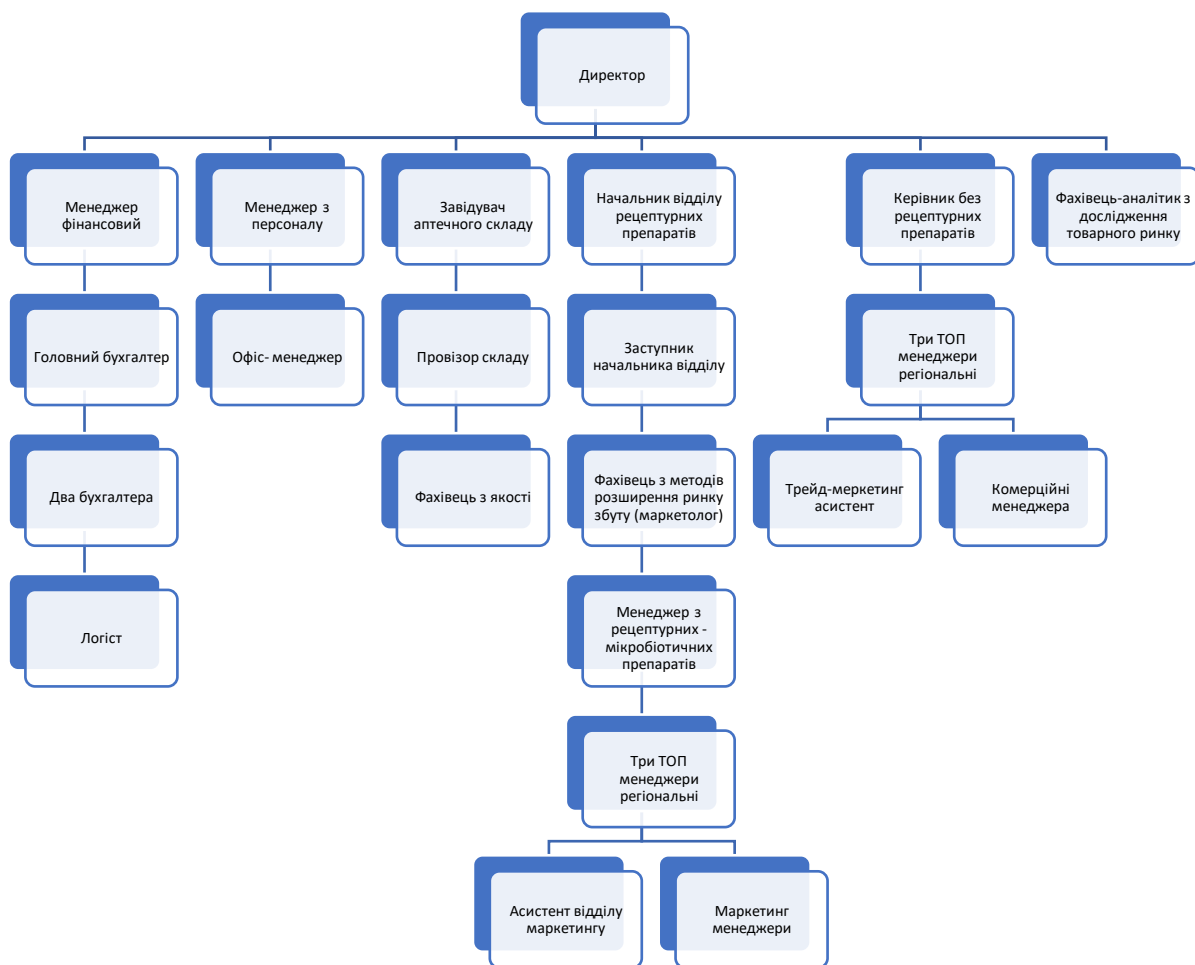 Директор
Менеджер
фінансовий
Менеджер з
персоналу
Завідувач
аптечного складу
Начальник відділу
рецептурних
препаратів
Керівник без
рецептурних
препаратів
Фахівець-аналітик з
дослідження
товарного ринку
Головний бухгалтер
Офіс- менеджер
Провізор складу
Заступник
начальника відділу
Три ТОП
менеджери
регіональні
Два бухгалтера
Фахівець з якості
Фахівець з методів
розширення ринку
збуту (маркетолог)
Трейд-меркетинг
асистент
Комерційні
менеджера
Логіст
Менеджер з
рецептурних -
мікробіотичних
препаратів
Три ТОП
менеджери
регіональні
Асистент відділу
маркетингу
Маркетинг
менеджери